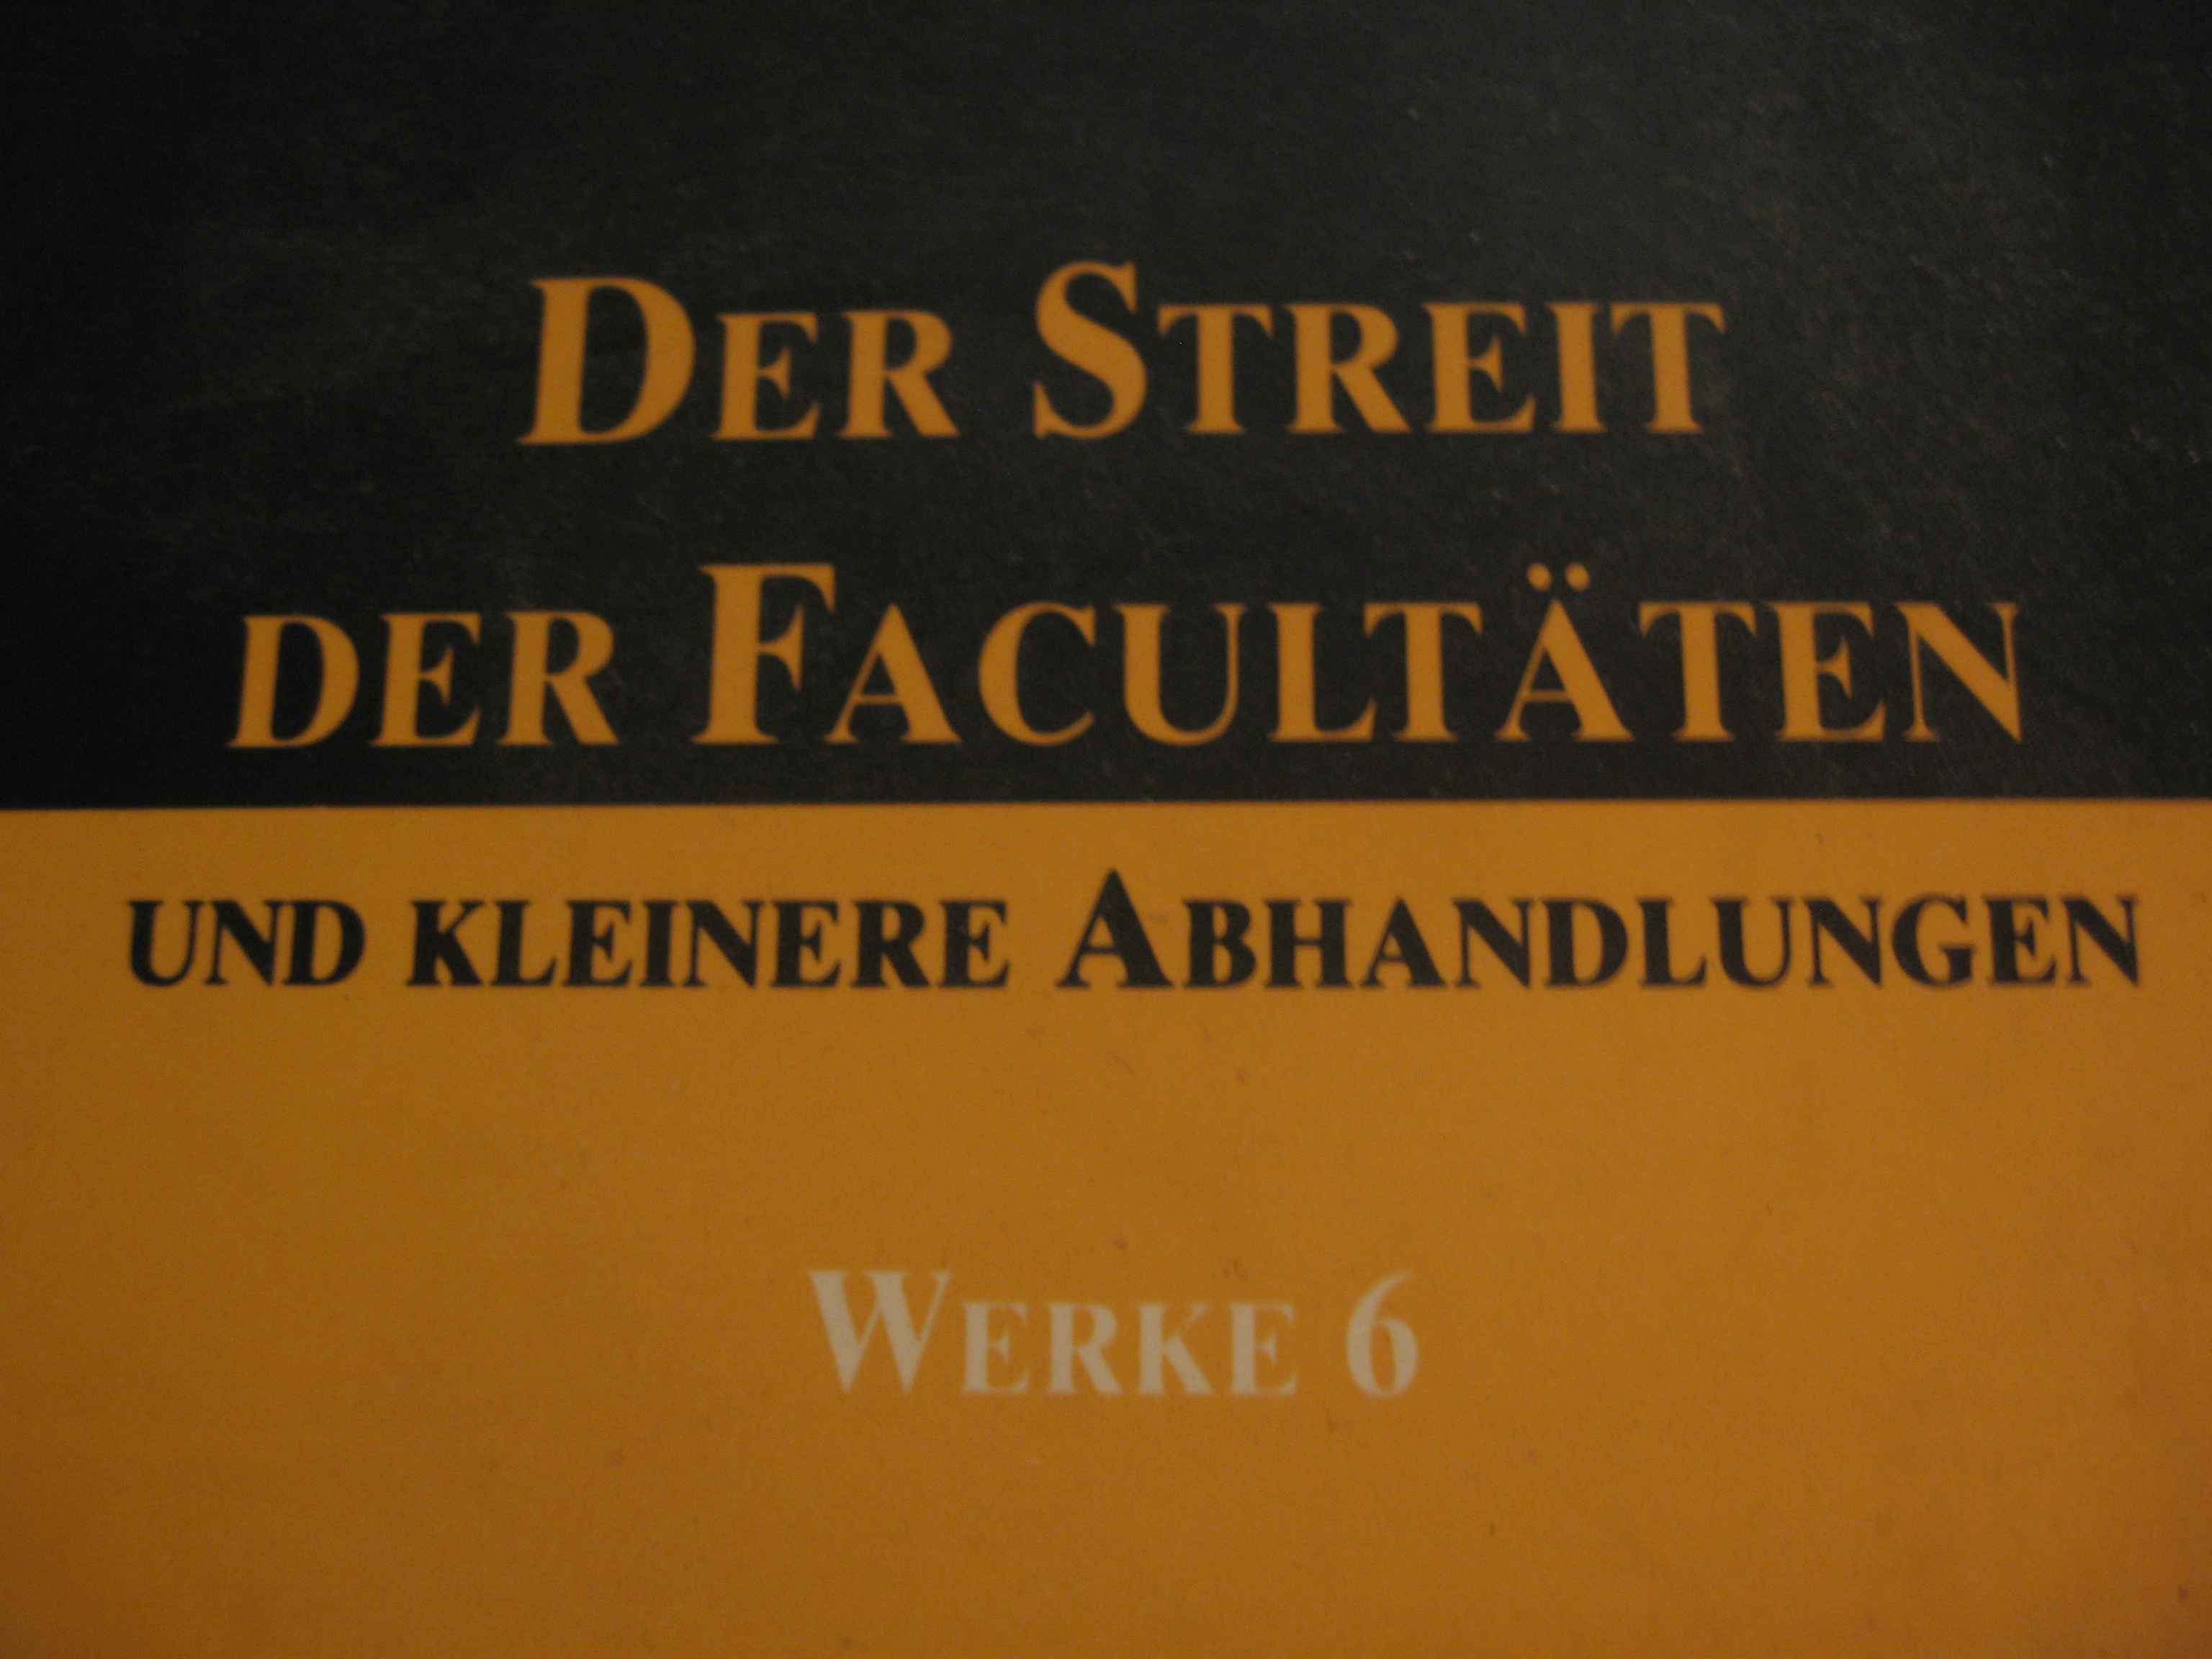 DER STREIT
DER FACULTÄTEN
UND KLEINERE ABHANDLUNGEN
WERKE 6